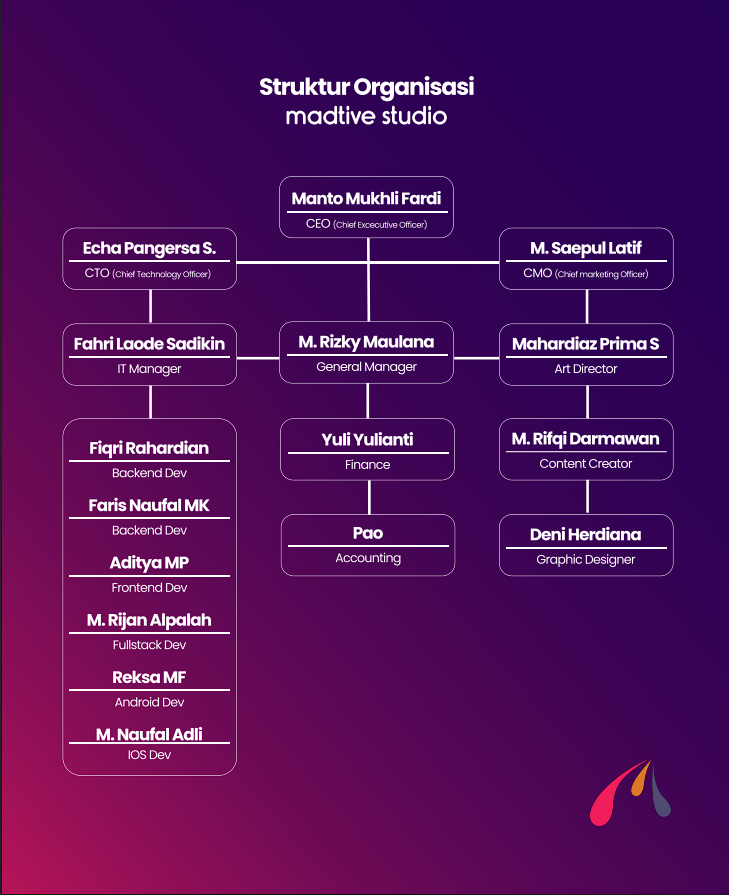 Struktur Organisasi
madtive studio
Manto Mukhli Fardi
CEO (Chief Excecutive Officer)
Echa Pangersa S.
CTO (Chief Technology Officer)
M. Saepul Latif
CMO (Chief marketing Officer)
Fahri Laode Sadikin
IT Manager
M. Rizky Maulana
General Manager
Mahardiaz Prima S
Art Director
Fiqri Rahardian
Backend Dev
Faris Naufal MK
Backend Dev
Aditya MP
Frontend Dev
M. Rijan Alpalah
Fullstack Dev
Reksa MF
Android Dev
M. Naufal Adli
IOS Dev
Yuli Yulianti
Finance
Pao
Accounting
M. Rifqi Darmawan
Content Creator
Deni Herdiana
Graphic Designer